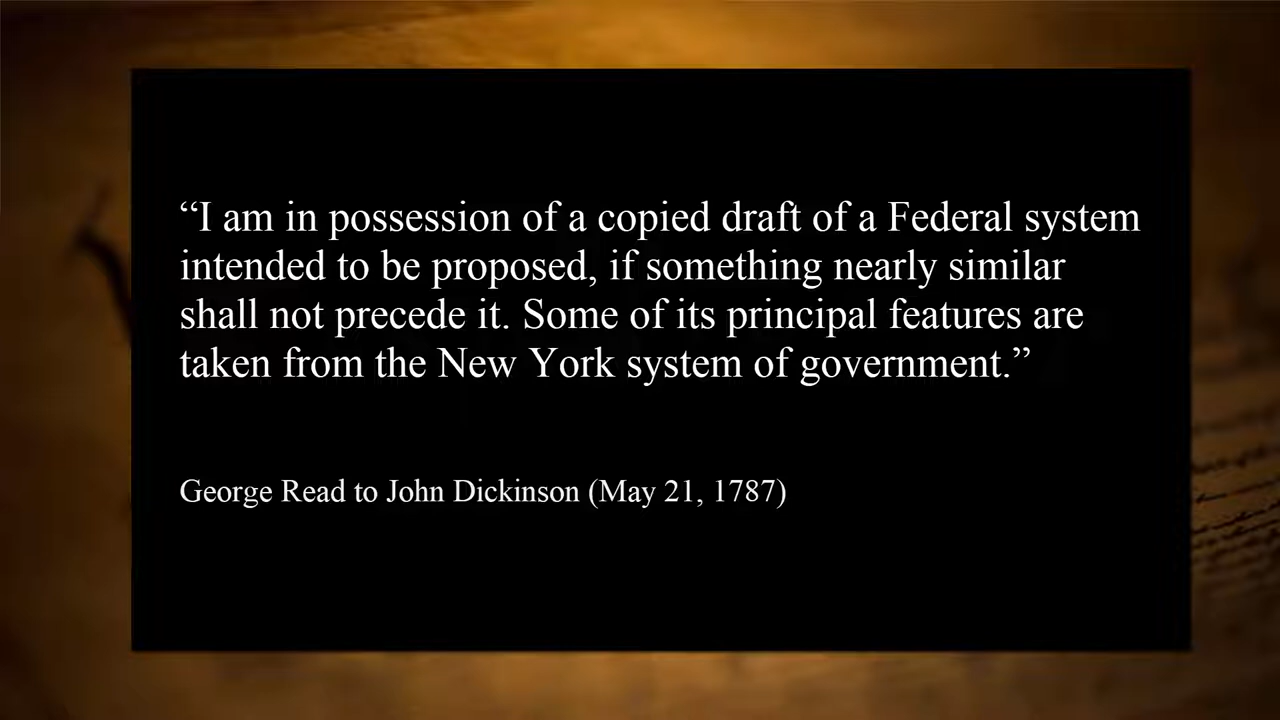 “I am in possession of a copied draft of a Federal system
intended to be proposed, if something nearly similar
shall not precede it. Some of its principal features are
taken from the New York system of government.”
George Read to John Dickinson (May 21, 1787)